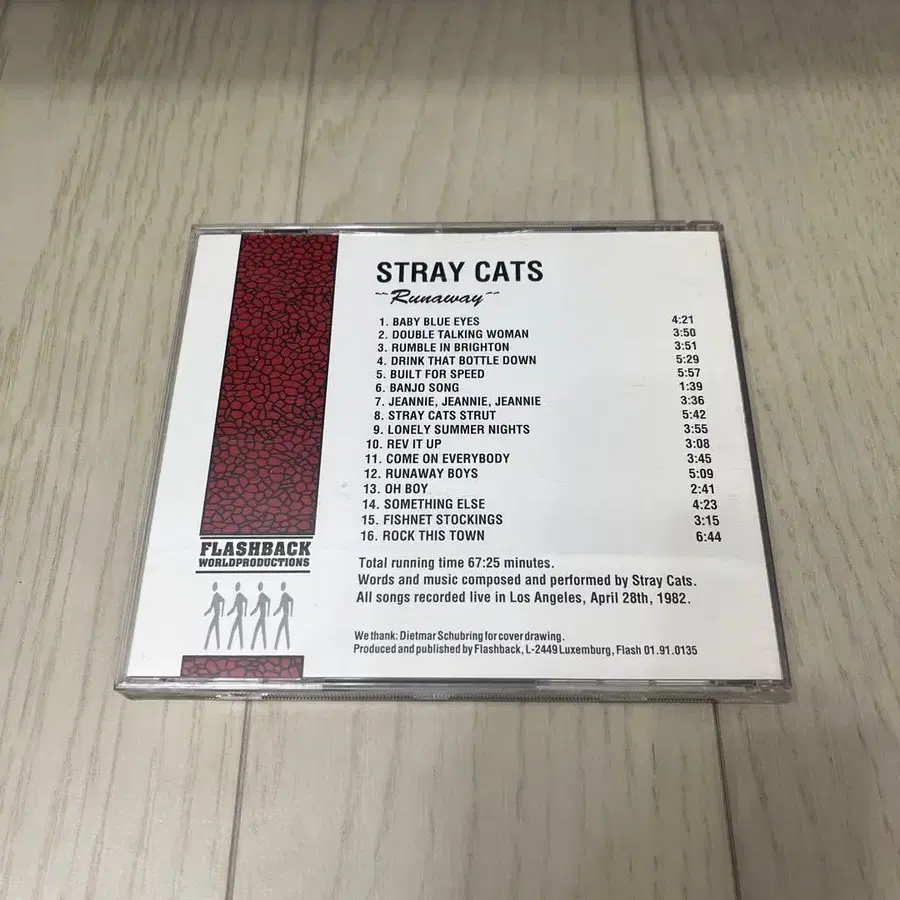 STRAY CATS
~~Runaway~~
1. BABY BLUE EYES 4:21
2. DOUBLE TALKING WOMAN 3:50
3. RUMBLE IN BRIGHTON 3:51
4. DRINK THAT BOTTLE DOWN 5:29
5. BUILT FOR SPEED 5:57
6. BANJO SONG 1:39
7. JEANNIE, JEANNIE, JEANNIE 3:36
8. STRAY CATS STRUT 5:42
9. LONELY SUMMER NIGHTS 3:55
10. REV IT UP 3:08
11. COME ON EVERYBODY 3:45
12. RUNAWAY BOYS 5:09
13. OH BOY 2:41
14. SOMETHING ELSE 4:23
15. FISHNET STOCKINGS 3:15
16. ROCK THIS TOWN 6:44
Total running time 67:25 minutes.
Words and music composed and performed by Stray Cats.
All songs recorded live in Los Angeles, April 28th, 1982.
We thank: Dietmar Schubring for cover drawing.
Produced and published by Flashback, L-2449 Luxemburg, Flash 01.91.0135
FLASHBACK
WORLDPRODUCTIONS